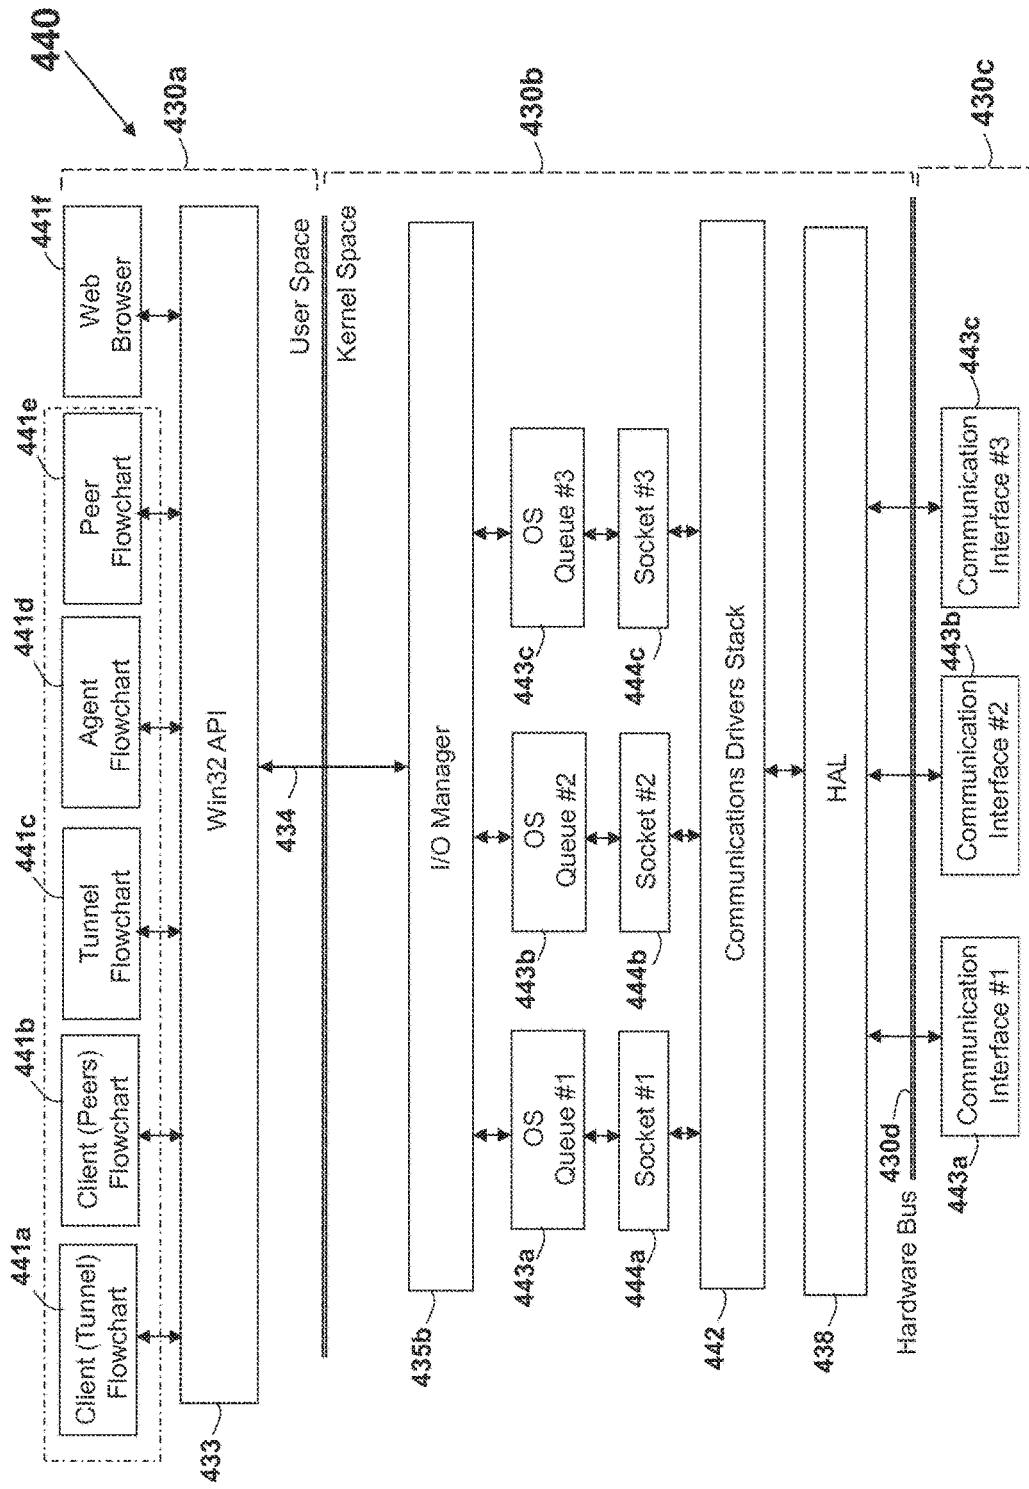 440
441a
441b
441c
441d
441e
441f
430a
Client (Tunnel)
Flowchart
Client (Peers)
Flowchart
Tunnel
Flowchart
Agent
Flowchart
Peer
Flowchart
Web
Browser
433
Win32 API
434
User Space
Kernel Space
430b
435b
I/O Manager
443a
OS
Queue #1
443b
OS
Queue #2
443c
OS
Queue #3
444a
Socket #1
444b
Socket #2
444c
Socket #3
442
Communications Drivers Stack
438
HAL
Hardware Bus
430d
430c
443a
Communication
Interface #1
443b
Communication
Interface #2
443c
Communication
Interface #3